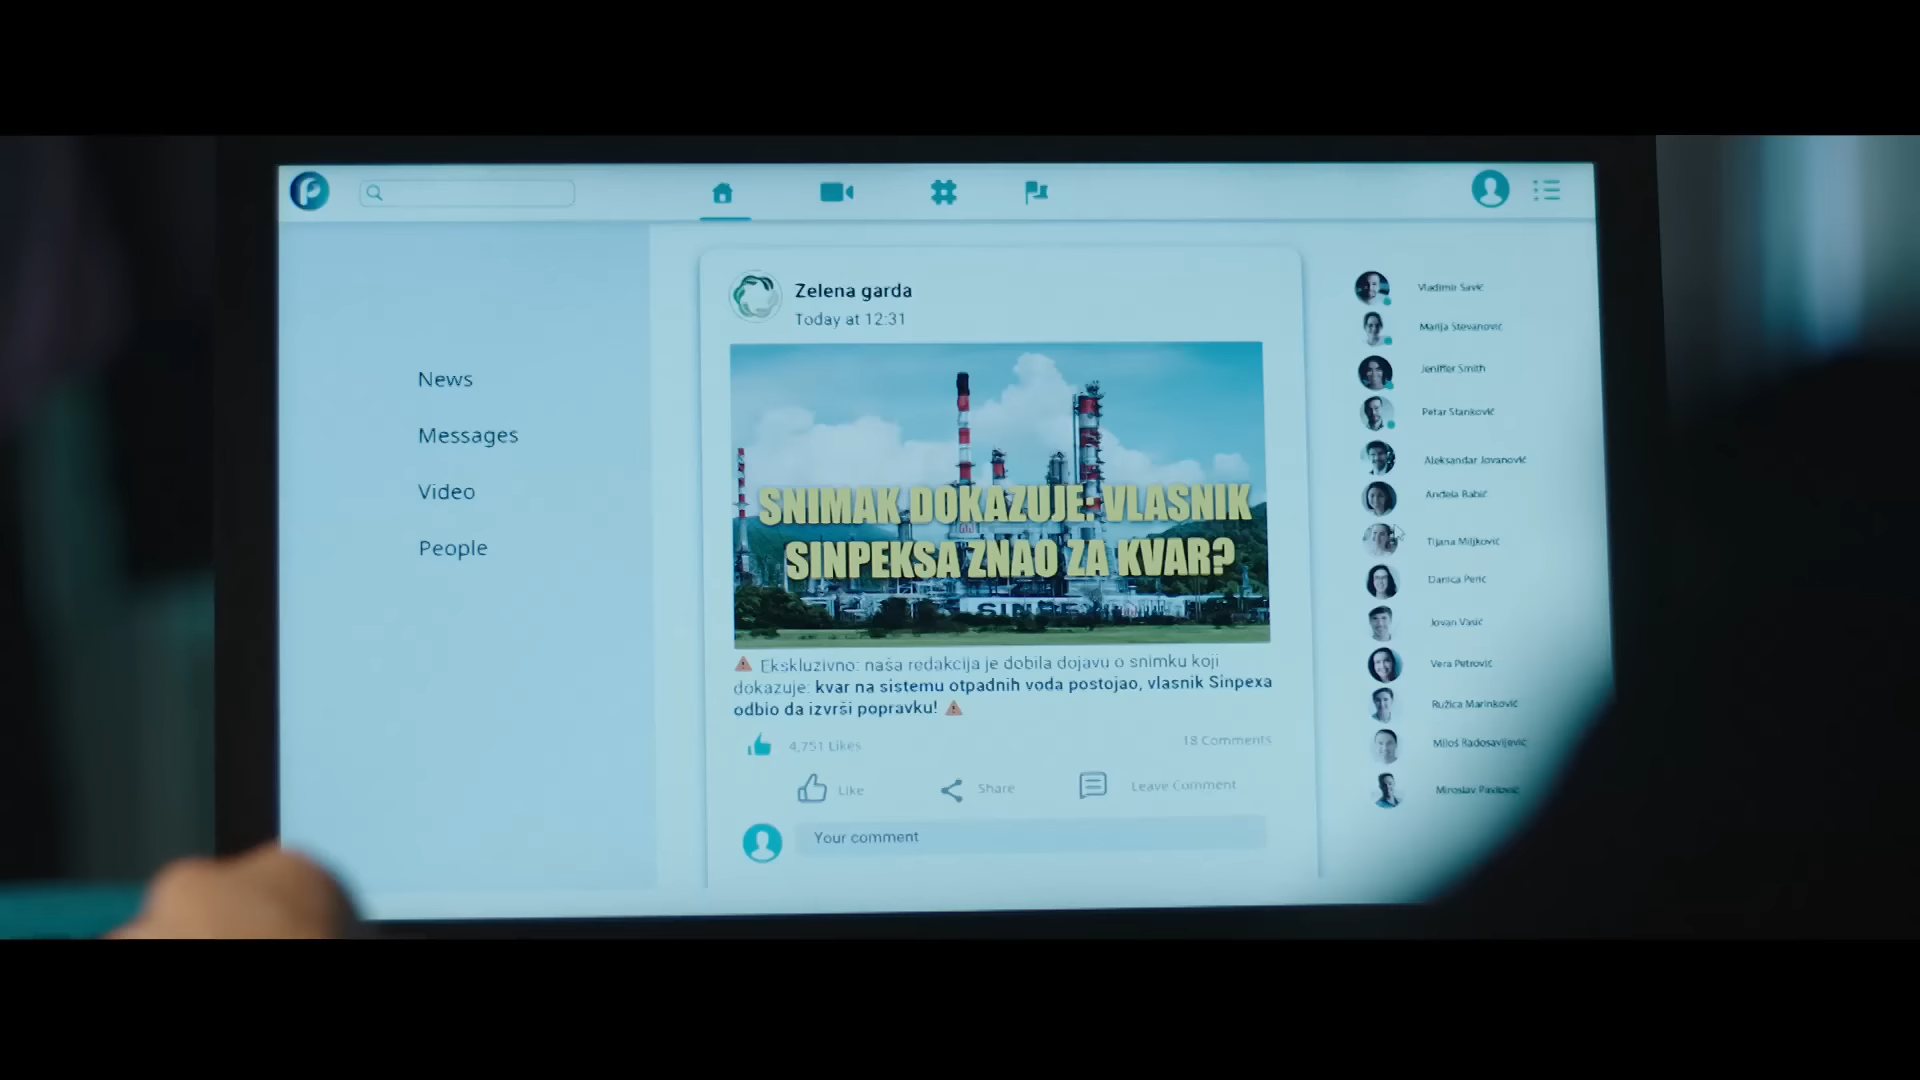 Zelena garda
Today at 12:31
News
Messages
Video
People
SNIMAK DOKAZUJE: VLASNIK
SINPEKSA ZNAO ZA KVAR?
Ekskluzivno: naša redakcija je dobila dojavu o snimku koji
dokazuje: kvar na sistemu otpadnih voda postojao, vlasnik Sinpexa
odbio da izvrši popravku!
4,751 Likes
18 Comments
Like
Share
Leave Comment
Your comment
Vladimir Savić
Marija Stevanović
Jeniffer Smith
Petar Stanković
Aleksandar Jovanović
Anđela Babić
Tijana Miljković
Danica Perić
Jovan Vasić
Vera Petrović
Ružica Marinković
Miloš Radosavljević
Miroslav Pavlović